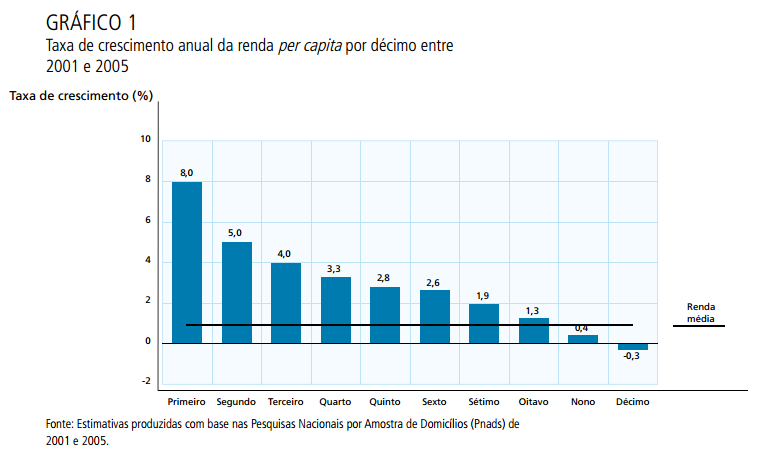 GRÁFICO 1
Taxa de crescimento anual da renda per capita por décimo entre
2001 e 2005
Taxa de crescimento (%)
10
8
6
4
2
0
-2
8,0
5,0
4,0
3,3
2,8
2,6
1,9
1,3
0,4
-0,3
Renda
média
Primeiro Segundo Terceiro Quarto Quinto Sexto Sétimo Oitavo Nono Décimo
Fonte: Estimativas produzidas com base nas Pesquisas Nacionais por Amostra de Domicílios (Pnads) de
2001 e 2005.